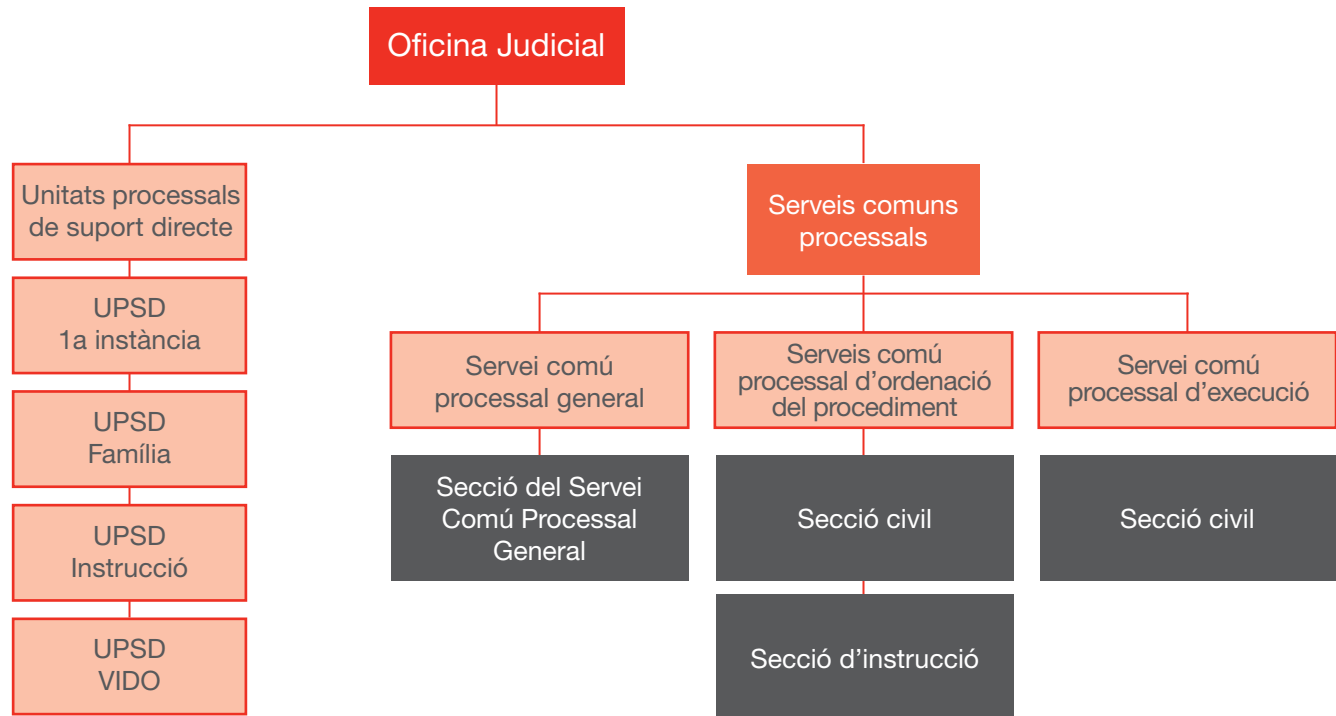 Oficina Judicial
Unitats processals
de suport directe
UPSD
1a instància
UPSD
Família
UPSD
Instrucció
UPSD
VIDO
Serveis comuns
processals
Servei comú
processal general
Secció del Servei
Comú Processal
General
Serveis comú
processal d’ordenació
del procediment
Secció civil
Secció d’instrucció
Servei comú
processal d’execució
Secció civil